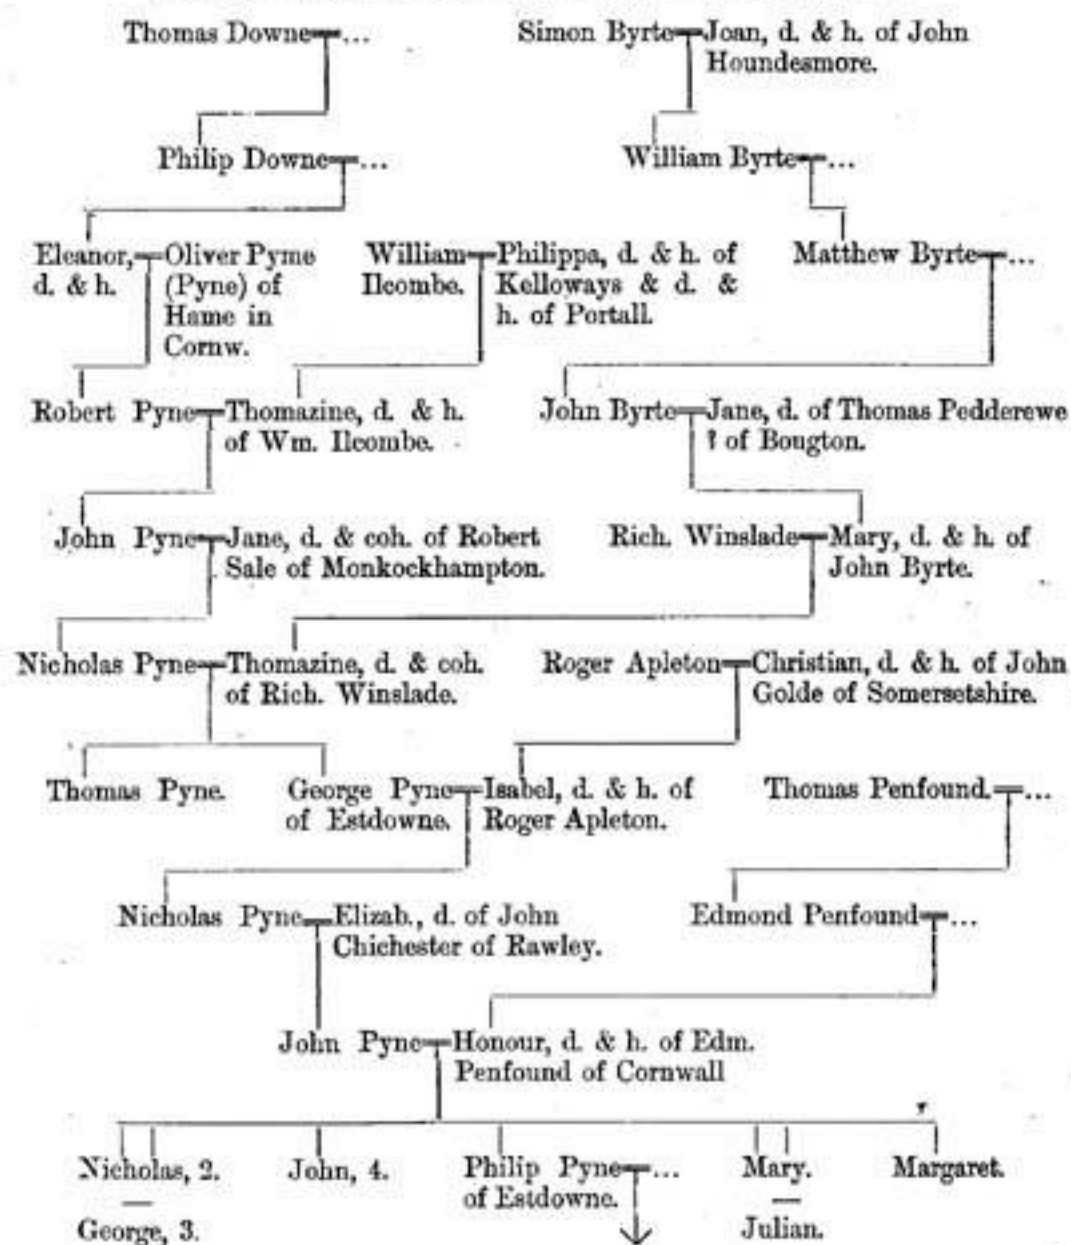 Thomas Downe ...
Simon Byrte Joan, d. & h. of John
Houndesmore.
Philip Downe ...
William Byrte ...
Eleanor, Oliver Pyme
d. & h. (Pyne) of
Hame in
Cornw.
William Philippa, d. & h. of
Ilcombe. Kelloways & d. &
h. of Portall.
Matthew Byrte ...
Robert Pyne Thomazine, d. & h.
of Wm. Ilcombe.
John Byrte Jane, d. of Thomas Pedderewe
? of Bougton.
John Pyne Jane, d. & coh. of Robert
Sale of Monkockhampton.
Rich. Winslade Mary, d. & h. of
John Byrte.
Nicholas Pyne Thomazine, d. & coh.
of Rich. Winslade.
Roger Apleton Christian, d. & h. of John
Golde of Somersetshire.
Thomas Pyne.
George Pyne Isabel, d. & h. of
of Estdowne. Roger Apleton.
Thomas Penfound. ...
Nicholas Pyne Elizab., d. of John
Chichester of Rawley.
Edmond Penfound ...
John Pyne Honour, d. & h. of Edm.
Penfound of Cornwall
Nicholas, 2.
George, 3.
John, 4.
Philip Pyne ...
of Estdowne.
Mary.
Julian.
Margaret.